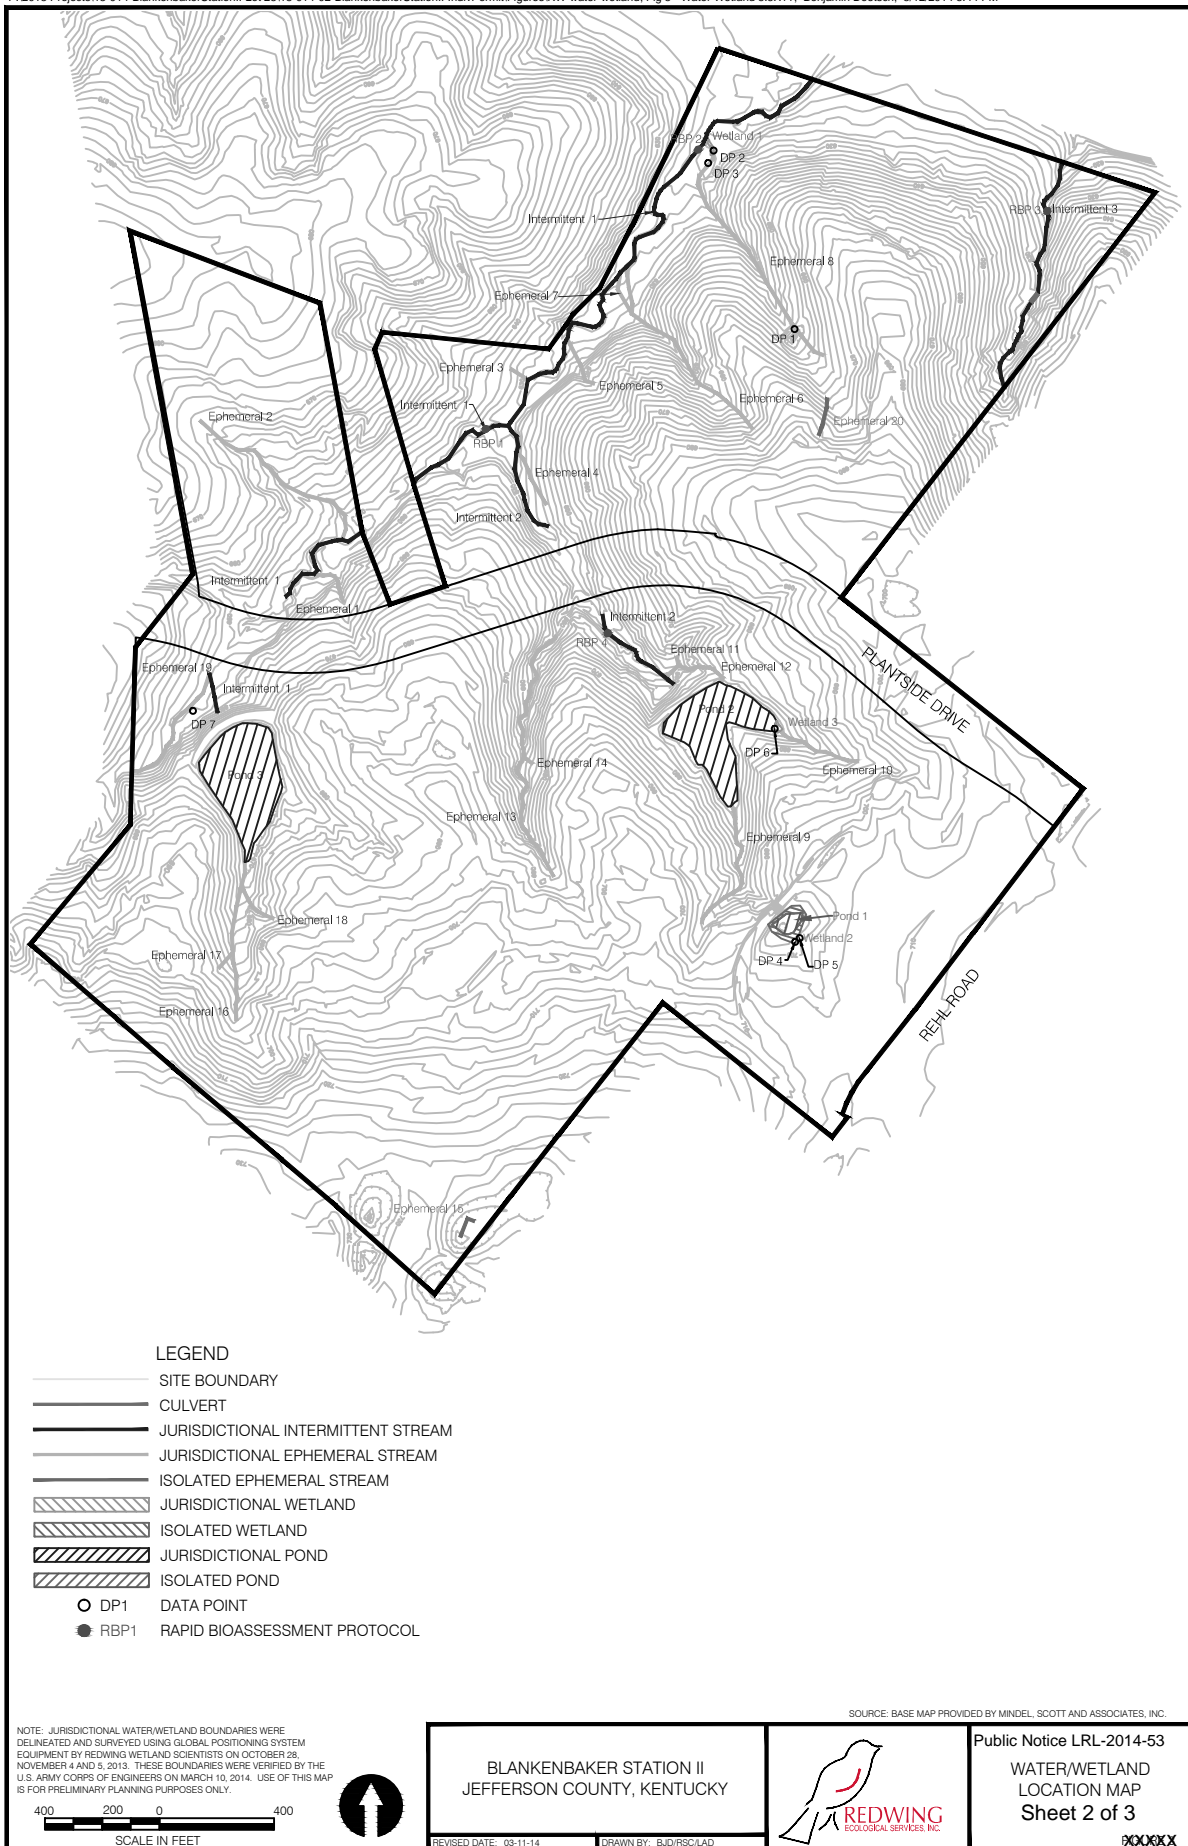 RBP 2
Wetland 1
DP 2
DP 3
Intermittent 1
RBP 3
Intermittent 3
Ephemeral 8
Ephemeral 7
DP 1
Ephemeral 3
Ephemeral 5
Ephemeral 6
Ephemeral 20
Intermittent 1
RBP 1
Ephemeral 2
Ephemeral 4
Intermittent 2
Intermittent 1
Ephemeral 1
Intermittent 2
RBP 4
Ephemeral 11
Ephemeral 12
PLANTSIDE DRIVE
Ephemeral 19
Intermittent 1
DP 7
Pond 2
Wetland 3
DP 6
Pond 3
Ephemeral 14
Ephemeral 10
Ephemeral 13
Ephemeral 9
Pond 1
Wetland 2
DP 4
DP 5
Ephemeral 18
Ephemeral 17
Ephemeral 16
REHL ROAD
Ephemeral 15
LEGEND
SITE BOUNDARY
CULVERT
JURISDICTIONAL INTERMITTENT STREAM
JURISDICTIONAL EPHEMERAL STREAM
ISOLATED EPHEMERAL STREAM
JURISDICTIONAL WETLAND
ISOLATED WETLAND
JURISDICTIONAL POND
ISOLATED POND
DP1 DATA POINT
RBP1 RAPID BIOASSESSMENT PROTOCOL
SOURCE: BASE MAP PROVIDED BY MINDEL, SCOTT AND ASSOCIATES, INC.
NOTE: JURISDICTIONAL WATER/WETLAND BOUNDARIES WERE
DELINEATED AND SURVEYED USING GLOBAL POSITIONING SYSTEM
EQUIPMENT BY REDWING WETLAND SCIENTISTS ON OCTOBER 28,
NOVEMBER 4 AND 5, 2013. THESE BOUNDARIES WERE VERIFIED BY THE
U.S. ARMY CORPS OF ENGINEERS ON MARCH 10, 2014. USE OF THIS MAP
IS FOR PRELIMINARY PLANNING PURPOSES ONLY.
400 200 0 400
SCALE IN FEET
BLANKENBAKER STATION II
JEFFERSON COUNTY, KENTUCKY
REVISED DATE: 03-11-14
DRAWN BY: BJD/RSC/LAD
REDWING
ECOLOGICAL SERVICES, INC.
Public Notice LRL-2014-53
WATER/WETLAND
LOCATION MAP
Sheet 2 of 3